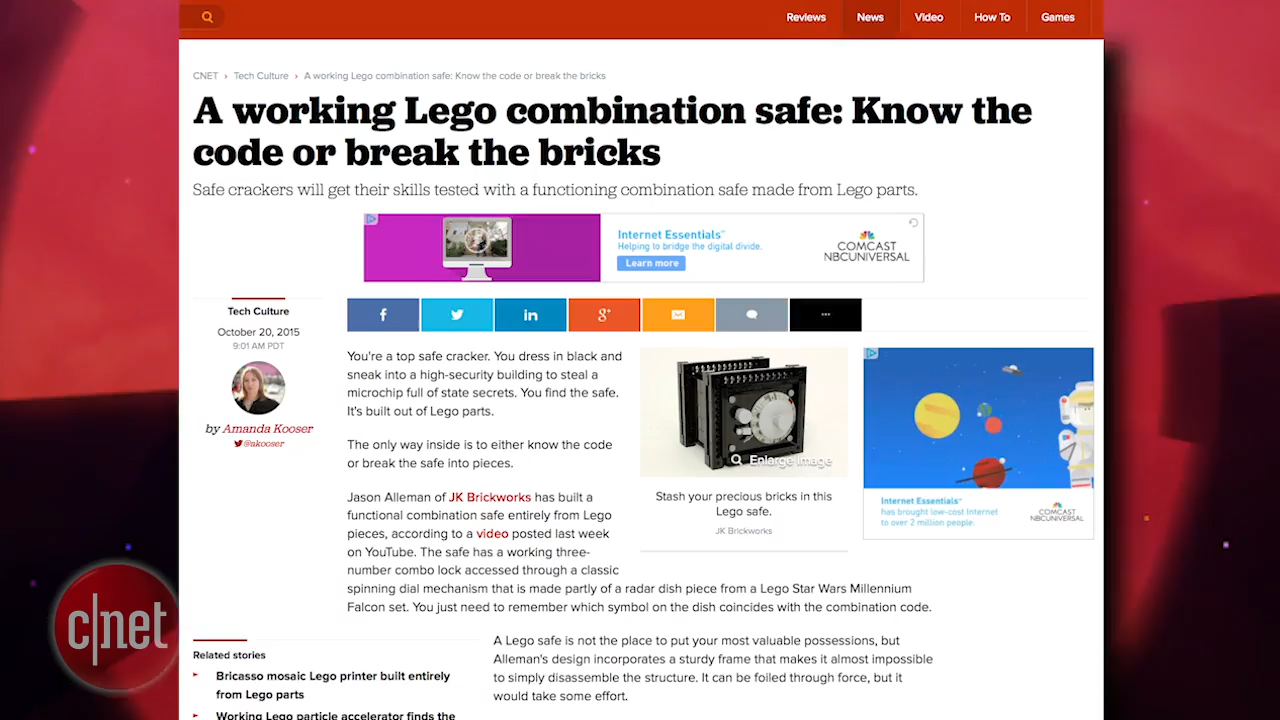 Reviews
News
Video
How To
Games
CNET › Tech Culture › A working Lego combination safe: Know the code or break the bricks
A working Lego combination safe: Know the
code or break the bricks
Safe crackers will get their skills tested with a functioning combination safe made from Lego parts.
Internet Essentials℠
Helping to bridge the digital divide.
Learn more
COMCAST
NBCUNIVERSAL
Tech Culture
October 20, 2015
9:01 AM PDT
by Amanda Kooser
@akooser
f
in
g+
...
You're a top safe cracker. You dress in black and
sneak into a high-security building to steal a
microchip full of state secrets. You find the safe.
It's built out of Lego parts.
The only way inside is to either know the code
or break the safe into pieces.
Jason Alleman of JK Brickworks has built a
functional combination safe entirely from Lego
pieces, according to a video posted last week
on YouTube. The safe has a working three-
number combo lock accessed through a classic
spinning dial mechanism that is made partly of a radar dish piece from a Lego Star Wars Millennium
Falcon set. You just need to remember which symbol on the dish coincides with the combination code.
Enlarge Image
Stash your precious bricks in this
Lego safe.
JK Brickworks
Internet Essentials℠
has brought low-cost Internet
to over 2 million people.
COMCAST
NBCUNIVERSAL
A Lego safe is not the place to put your most valuable possessions, but
Alleman's design incorporates a sturdy frame that makes it almost impossible
to simply disassemble the structure. It can be foiled through force, but it
would take some effort.
Related stories
Bricasso mosaic Lego printer built entirely
from Lego parts
Working Lego particle accelerator finds the
c|net